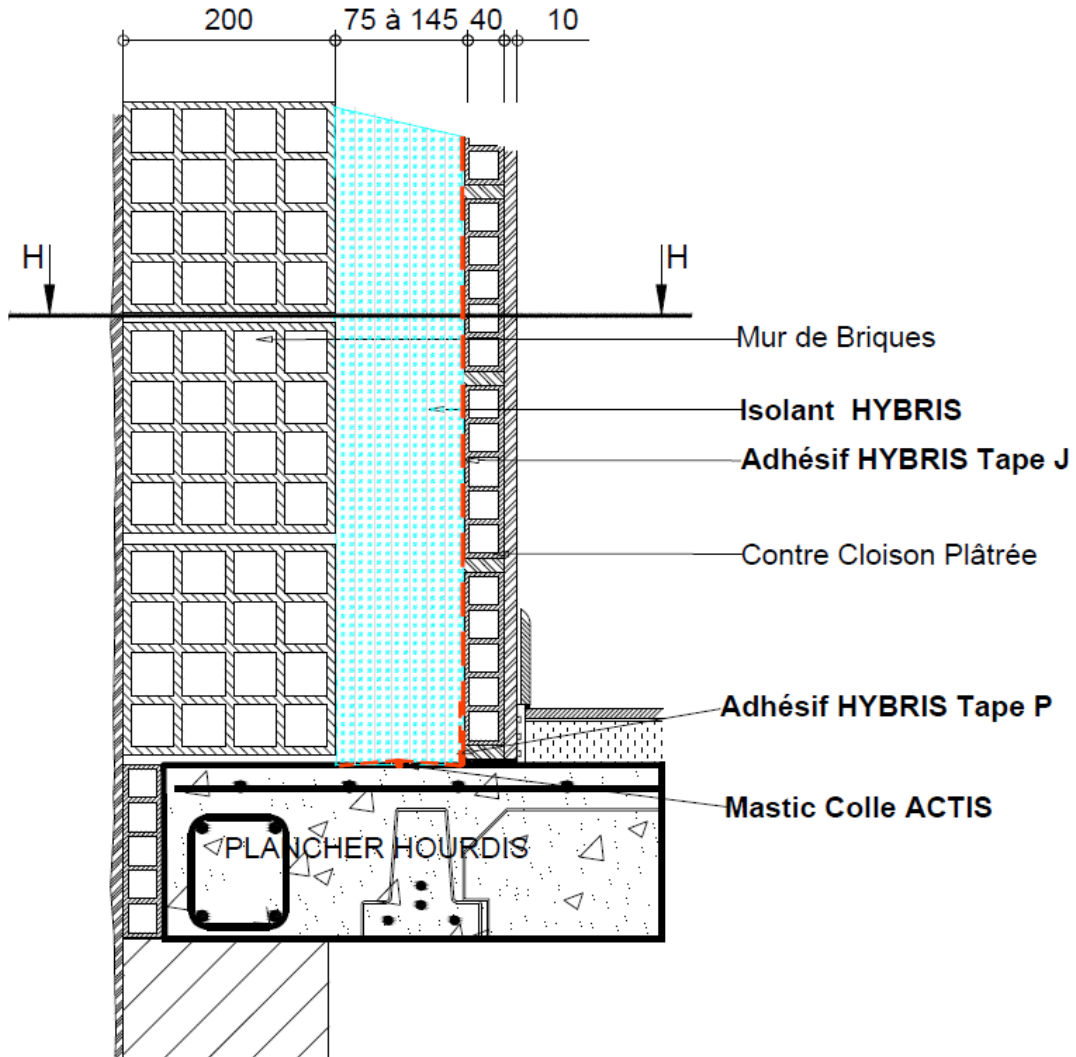 200 75 à 145 40 10
H H
Mur de Briques
Isolant HYBRIS
Adhésif HYBRIS Tape J
Contre Cloison Plâtrée
Adhésif HYBRIS Tape P
Mastic Colle ACTIS
PLANCHER HOURDIS